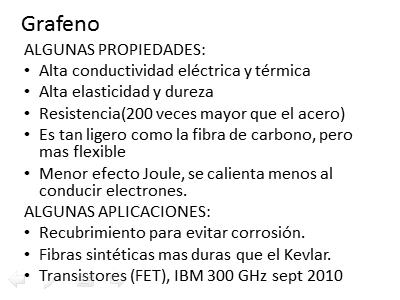 Grafeno
ALGUNAS PROPIEDADES:
• Alta conductividad eléctrica y térmica
• Alta elasticidad y dureza
• Resistencia(200 veces mayor que el acero)
• Es tan ligero como la fibra de carbono, pero
mas flexible
• Menor efecto Joule, se calienta menos al
conducir electrones.
ALGUNAS APLICACIONES:
• Recubrimiento para evitar corrosión.
• Fibras sintéticas mas duras que el Kevlar.
• Transistores (FET), IBM 300 GHz sept 2010